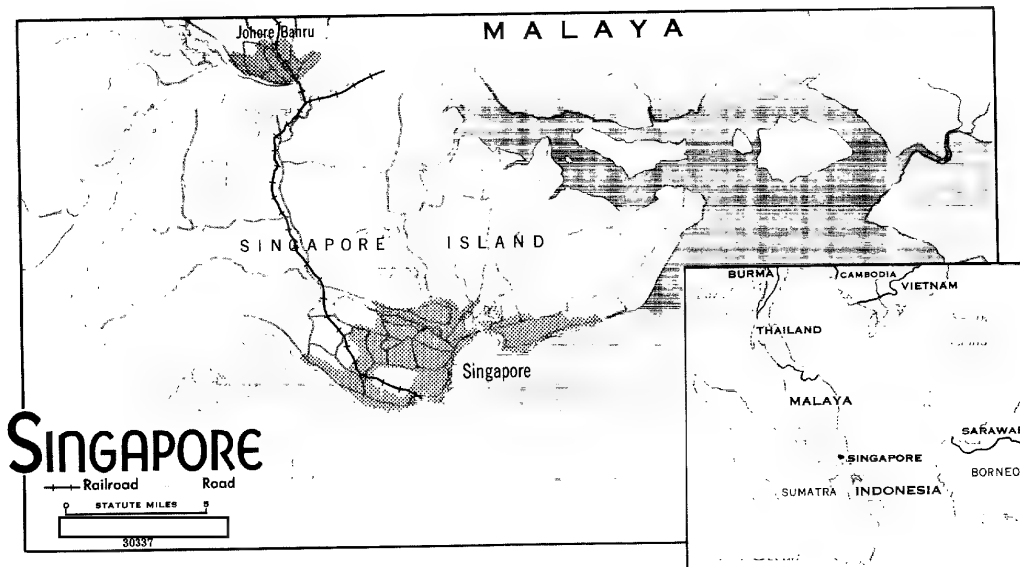 MALAYA
Johore Bahru
SINGAPORE ISLAND
Singapore
SINGAPORE
Railroad Road
0 STATUTE MILES 5
30337
BURMA
CAMBODIA
VIETNAM
THAILAND
MALAYA
SARAWAK
SINGAPORE
BORNEO
SUMATRA
INDONESIA